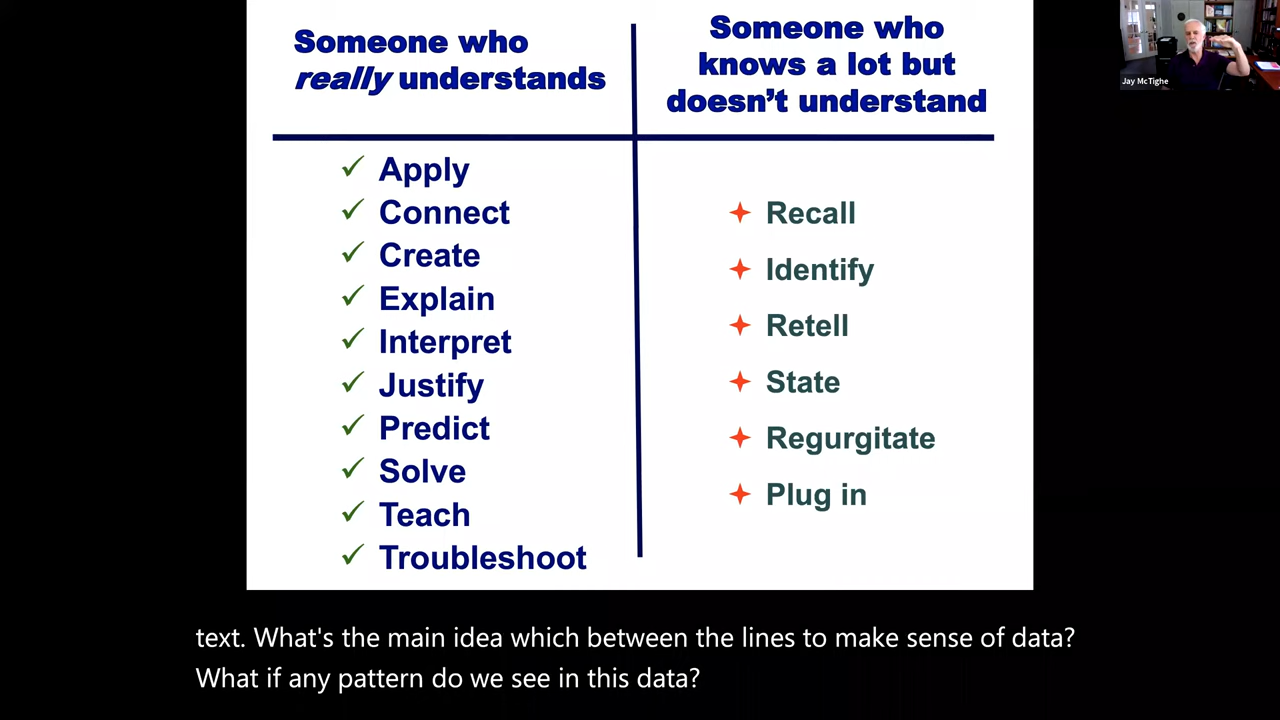 Someone who
really understands
Someone who
knows a lot but
doesn't understand
Apply
Connect
Create
Explain
Interpret
Justify
Predict
Solve
Teach
Troubleshoot
Recall
Identify
Retell
State
Regurgitate
Plug in
Jay McTighe
text. What's the main idea which between the lines to make sense of data?
What if any pattern do we see in this data?